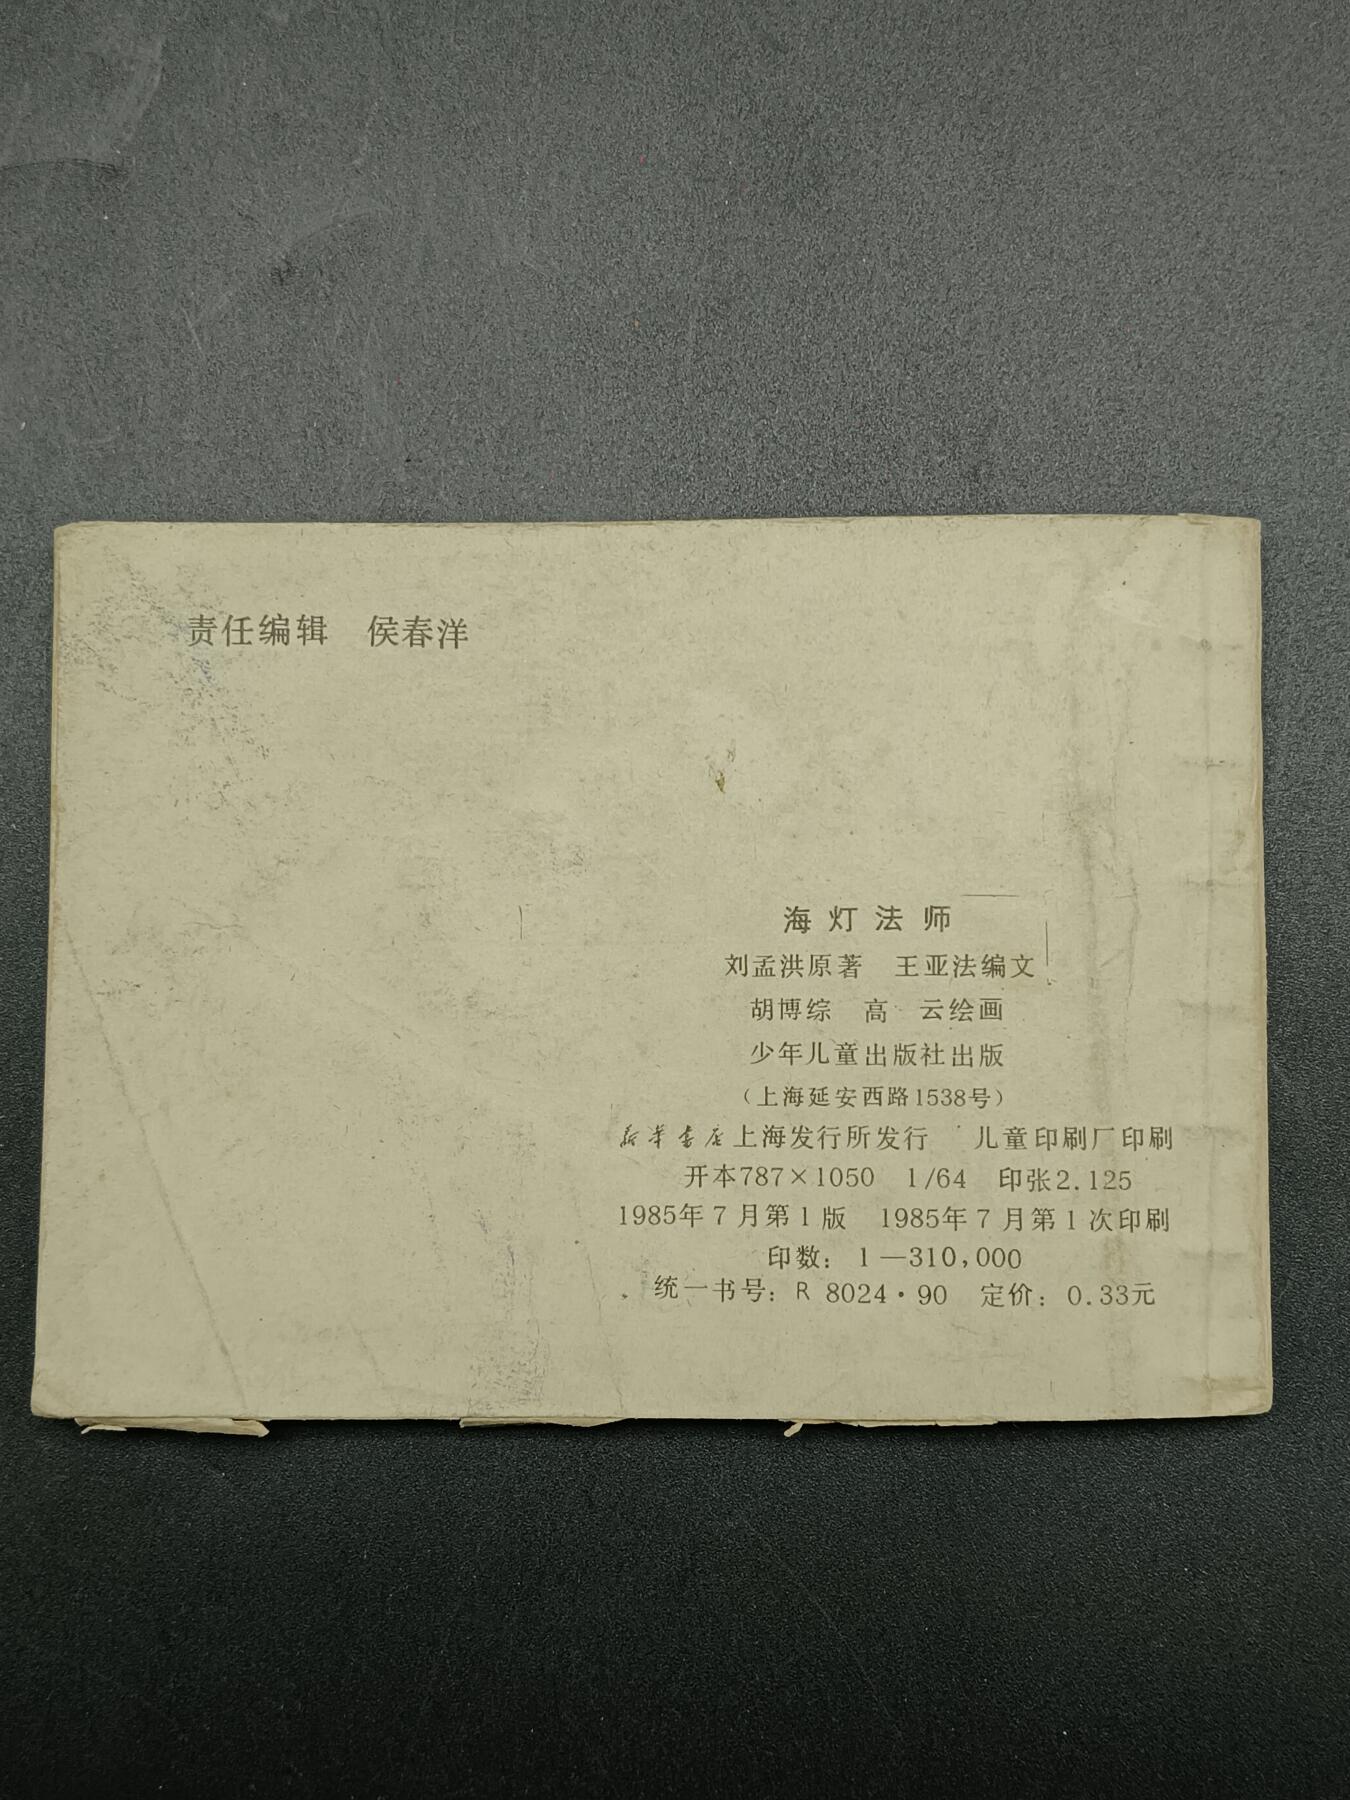 责任编辑　侯春洋
海灯法师
刘孟洪原著　王亚法编文
胡博综　高　云绘画
少年儿童出版社出版
（上海延安西路1538号）
新华书店上海发行所发行　儿童印刷厂印刷
开本787×1050　1/64　印张2.125
1985年7月第1版　1985年7月第1次印刷
印数：1—310,000
统一书号：R 8024·90　定价：0.33元